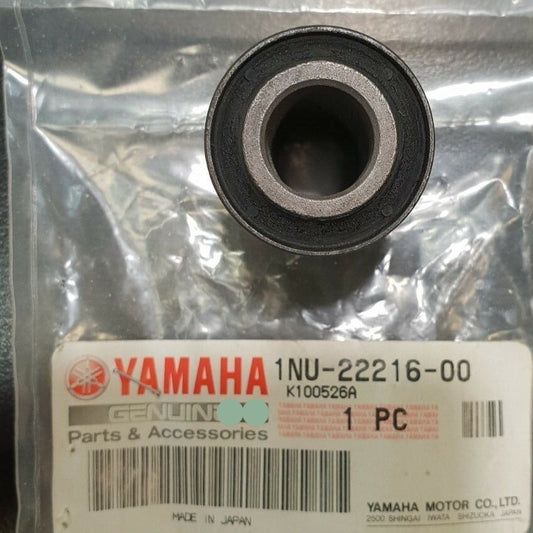 YAMAHA 1NU-22216-00
K100526A
GENUIN
1 PC
Parts & Accessories
MADE IN JAPAN
YAMAHA MOTOR CO., LTD.
2500 SHINGAI IWATA SHIZUOKA JAPAN